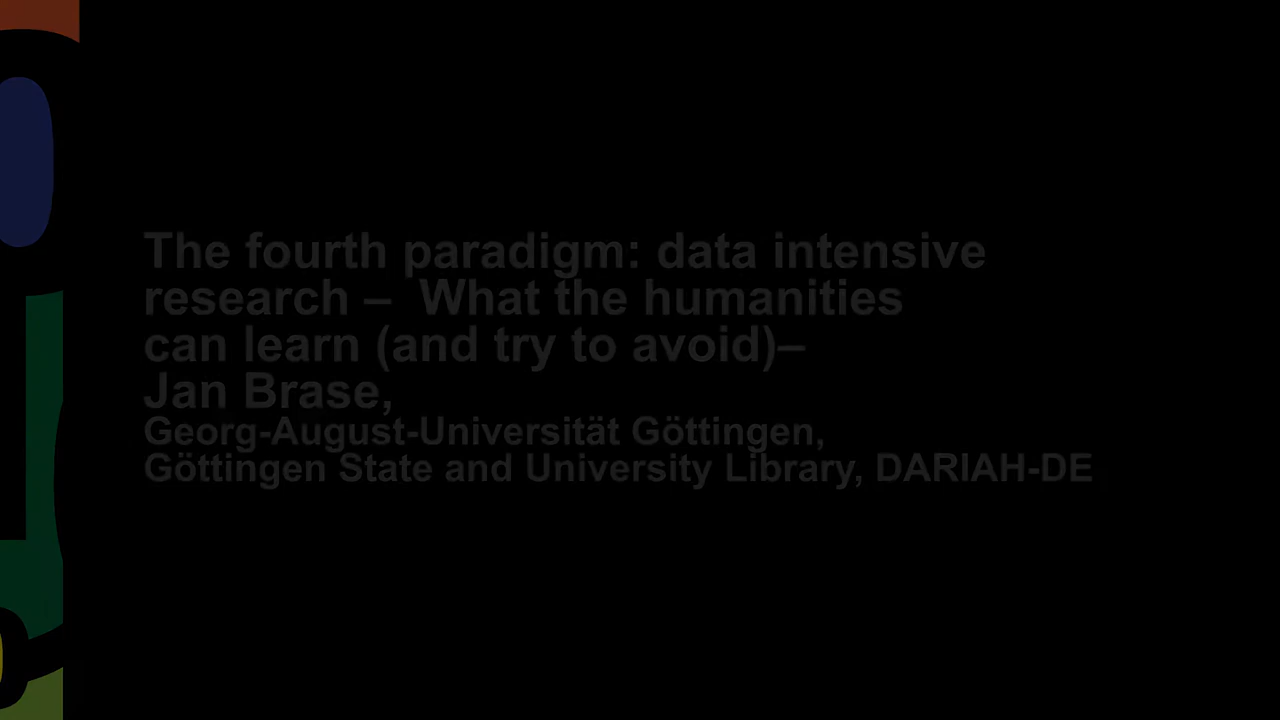 The fourth paradigm: data intensive
research – What the humanities
can learn (and try to avoid)–
Jan Brase,
Georg-August-Universität Göttingen,
Göttingen State and University Library, DARIAH-DE